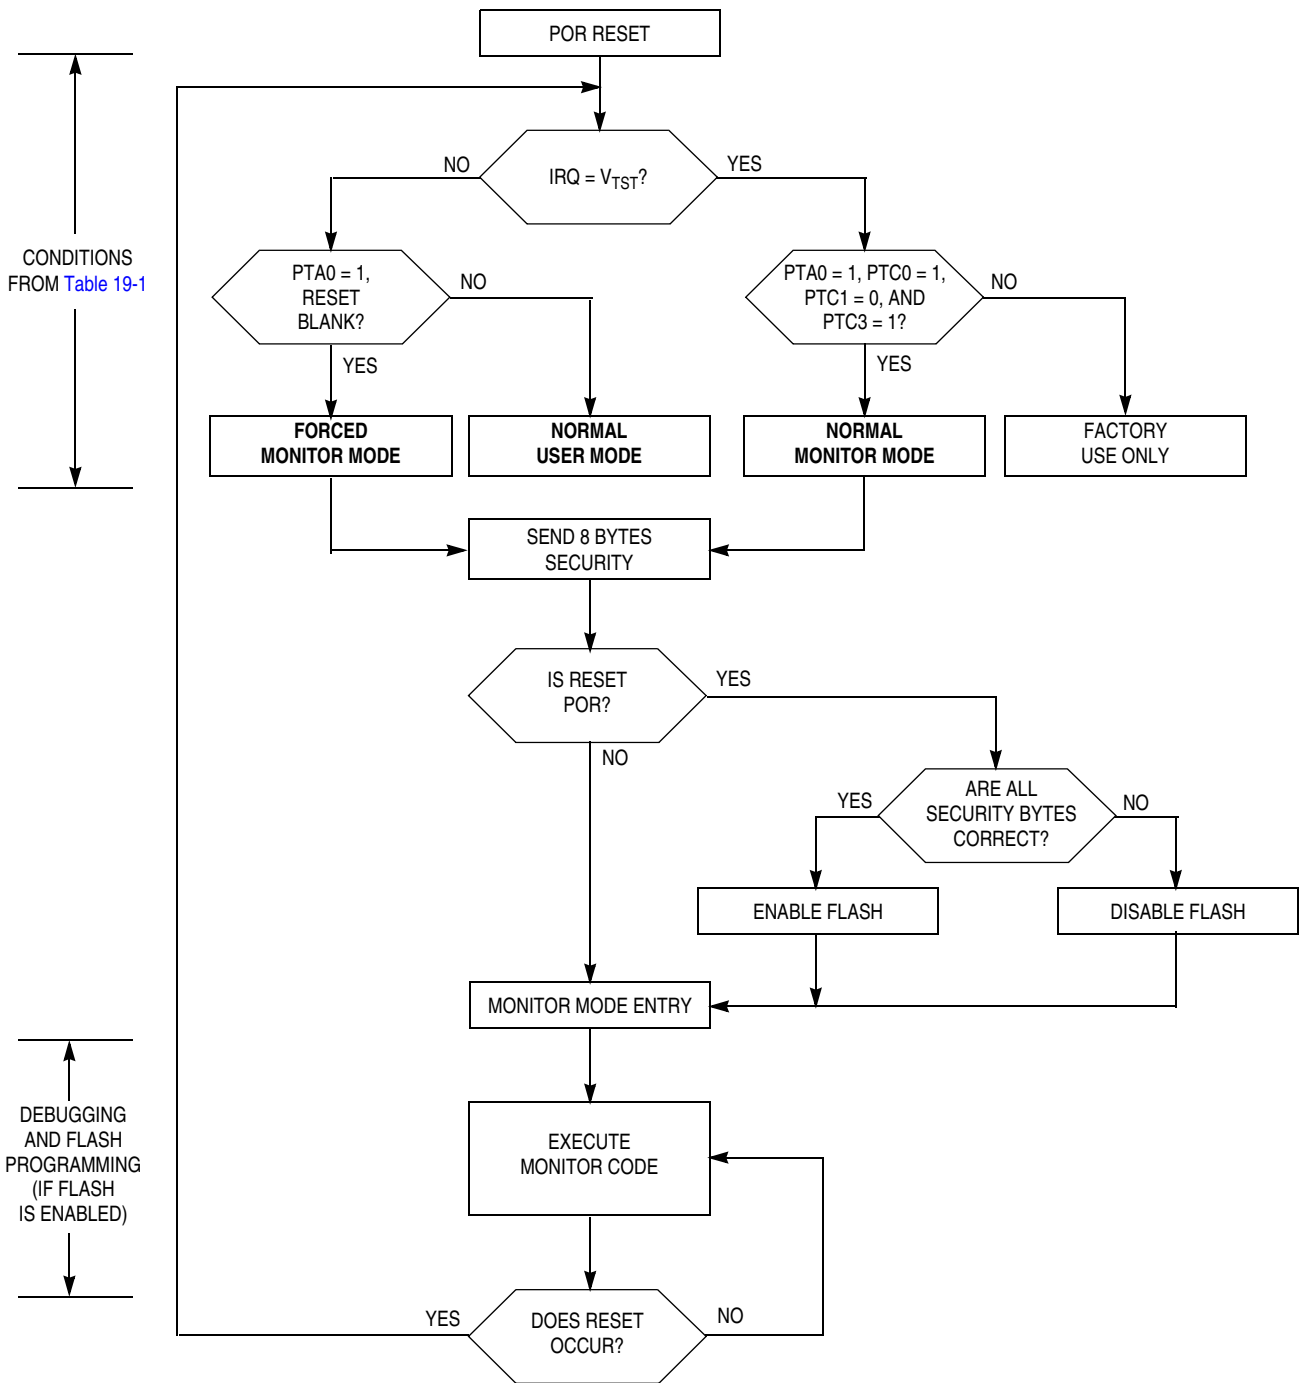 POR RESET
NO
IRQ = VTST?
YES
CONDITIONS
FROM Table 19-1
PTA0 = 1,
RESET
BLANK?
NO
YES
PTA0 = 1, PTC0 = 1,
PTC1 = 0, AND
PTC3 = 1?
NO
YES
FORCED
MONITOR MODE
NORMAL
USER MODE
NORMAL
MONITOR MODE
FACTORY
USE ONLY
SEND 8 BYTES
SECURITY
IS RESET
POR?
YES
NO
YES
ARE ALL
SECURITY BYTES
CORRECT?
NO
ENABLE FLASH
DISABLE FLASH
MONITOR MODE ENTRY
DEBUGGING
AND FLASH
PROGRAMMING
(IF FLASH
IS ENABLED)
EXECUTE
MONITOR CODE
YES
DOES RESET
OCCUR?
NO